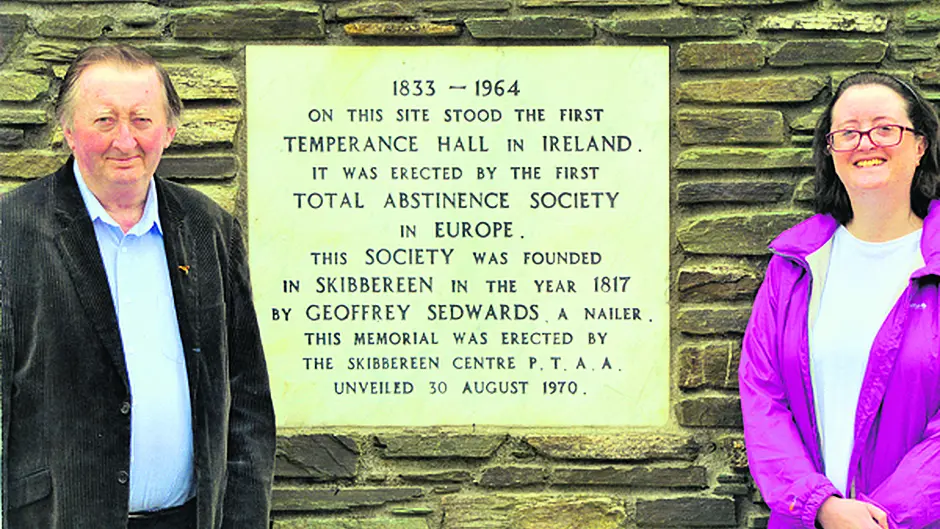 1833 – 1964
ON THIS SITE STOOD THE FIRST
TEMPERANCE HALL IN IRELAND.
IT WAS ERECTED BY THE FIRST
TOTAL ABSTINENCE SOCIETY
IN EUROPE.
THIS SOCIETY WAS FOUNDED
IN SKIBBEREEN IN THE YEAR 1817
BY GEOFFREY SEDWARDS, A NAILER.
THIS MEMORIAL WAS ERECTED BY
THE SKIBBEREEN CENTRE P.T.A.A.
UNVEILED 30 AUGUST 1970.